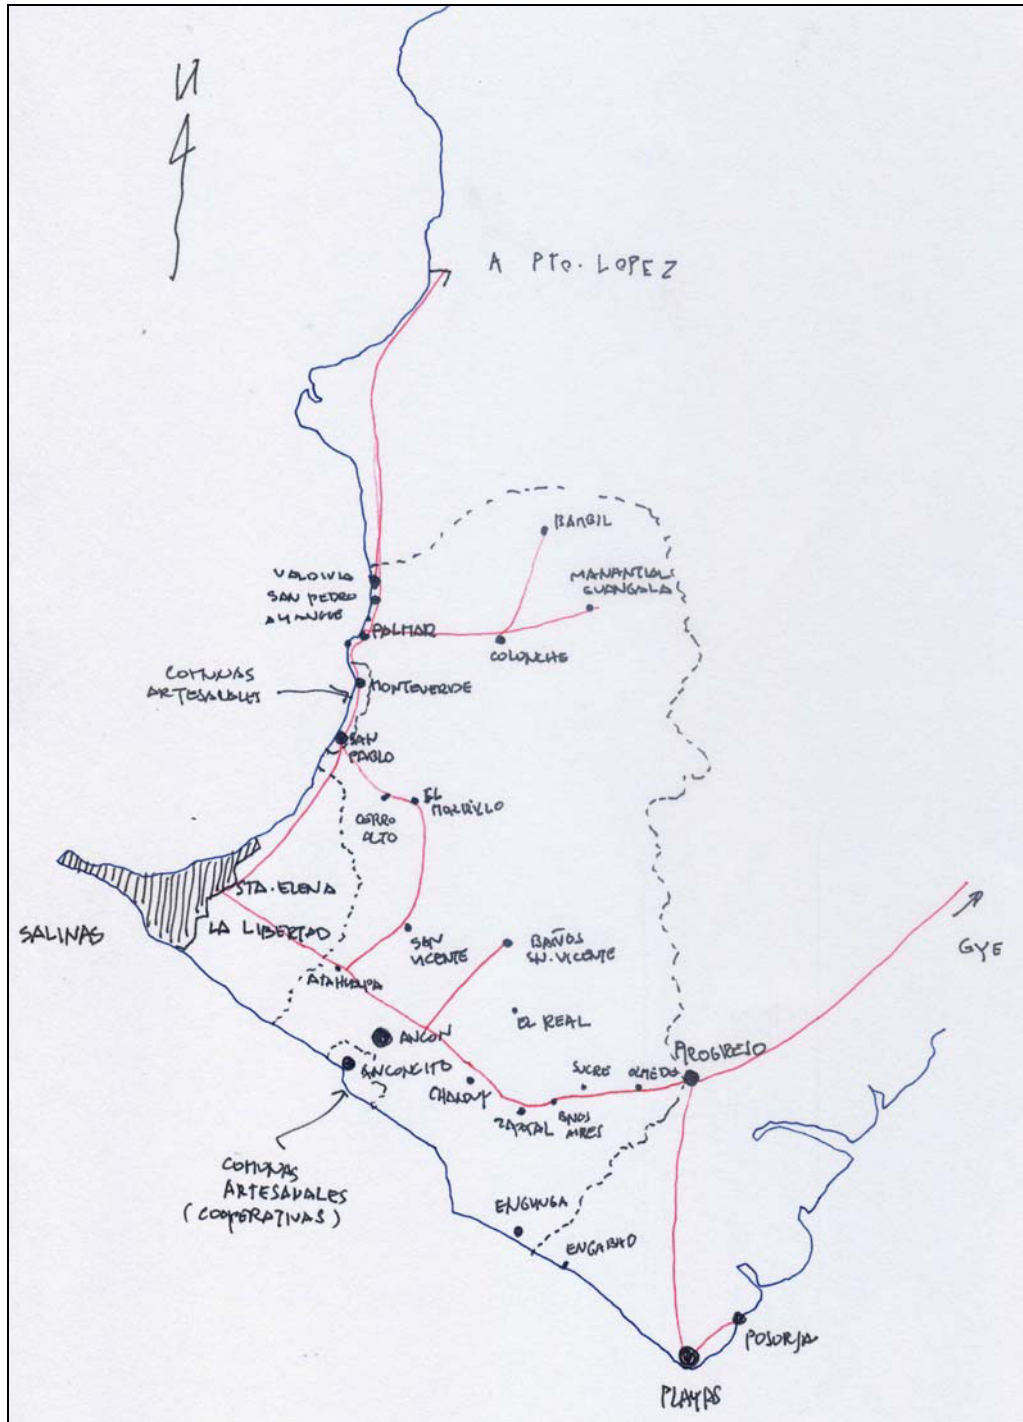 N
A PTO. LOPEZ
BAMBIL
MANANTIAL
GUANGALA
VALDIVIA
SAN PEDRO
AYANGUE
PALMAR
COLONCHE
COMUNAS
ARTESANALES
MONTEVERDE
SAN
PABLO
EL
MORRILLO
CERRO
ALTO
STA. ELENA
LA LIBERTAD
SALINAS
SAN
VICENTE
BAÑOS
SN. VICENTE
GYE
ATAHUALPA
EL REAL
ANCON
PROGRESO
ANCONCITO
SUCRE
OLMEDO
CHANDUY
ZAPOTAL
BNOS
AIRES
COMUNAS
ARTESANALES
(COOPERATIVAS)
ENGUNGA
ENGABAO
POSORJA
PLAYAS